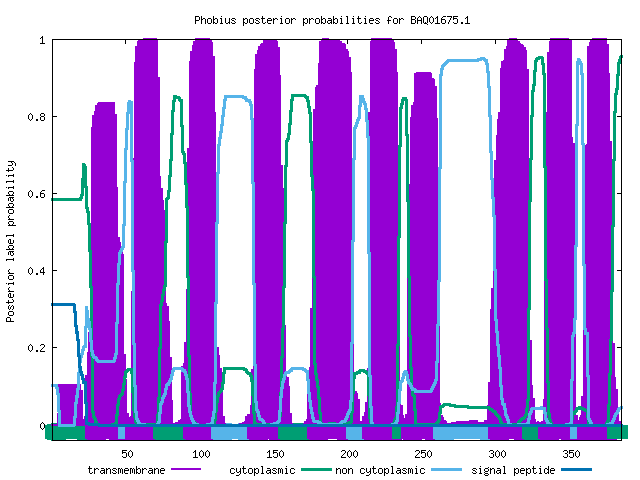 Phobius posterior probabilities for BAQ01675.1
1
0.8
0.6
0.4
0.2
0
Posterior label probability
50 100 150 200 250 300 350
transmembrane cytoplasmic non cytoplasmic signal peptide